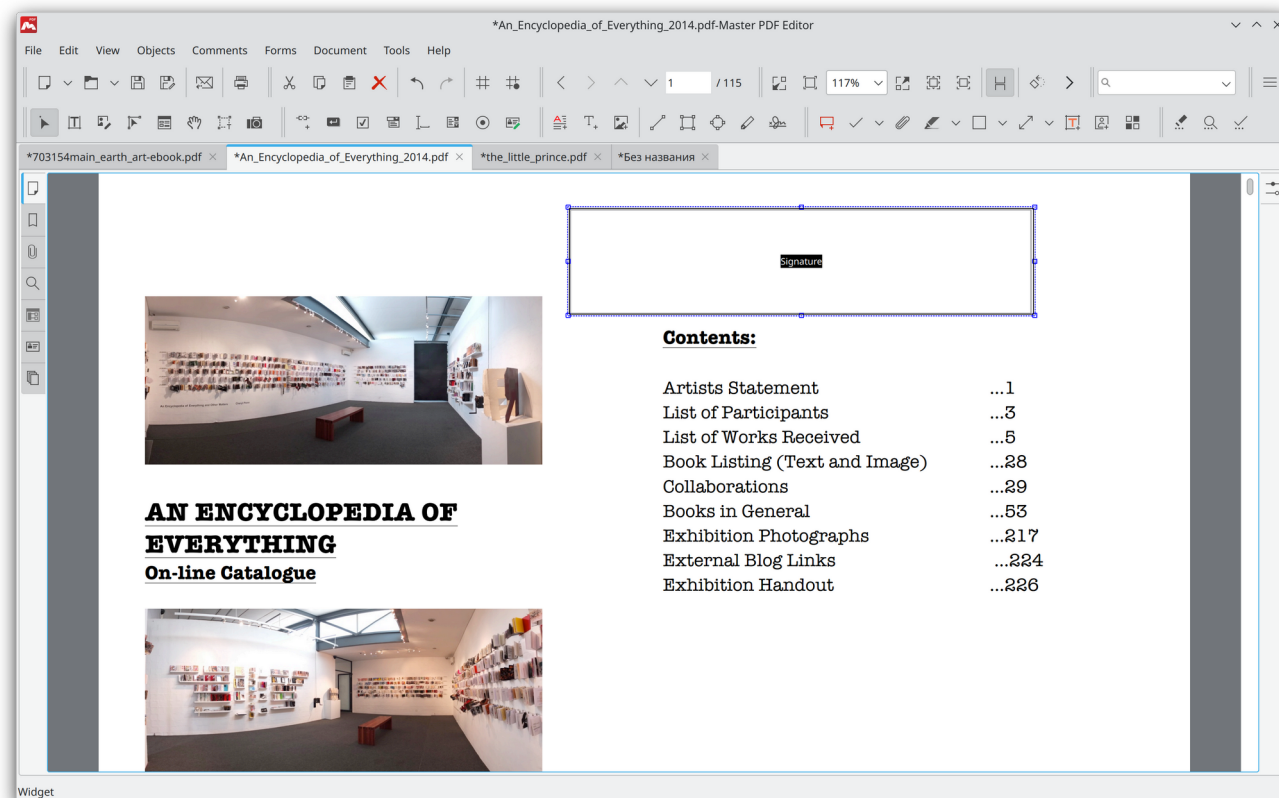 *An_Encyclopedia_of_Everything_2014.pdf-Master PDF Editor
File Edit View Objects Comments Forms Document Tools Help
1 / 115 117%
*703154main_earth_art-ebook.pdf *An_Encyclopedia_of_Everything_2014.pdf *the_little_prince.pdf *Без названия
Signature
AN ENCYCLOPEDIA OF
EVERYTHING
On-line Catalogue
Contents:
Artists Statement ...1
List of Participants ...3
List of Works Received ...5
Book Listing (Text and Image) ...28
Collaborations ...29
Books in General ...53
Exhibition Photographs ...217
External Blog Links ...224
Exhibition Handout ...226
Widget